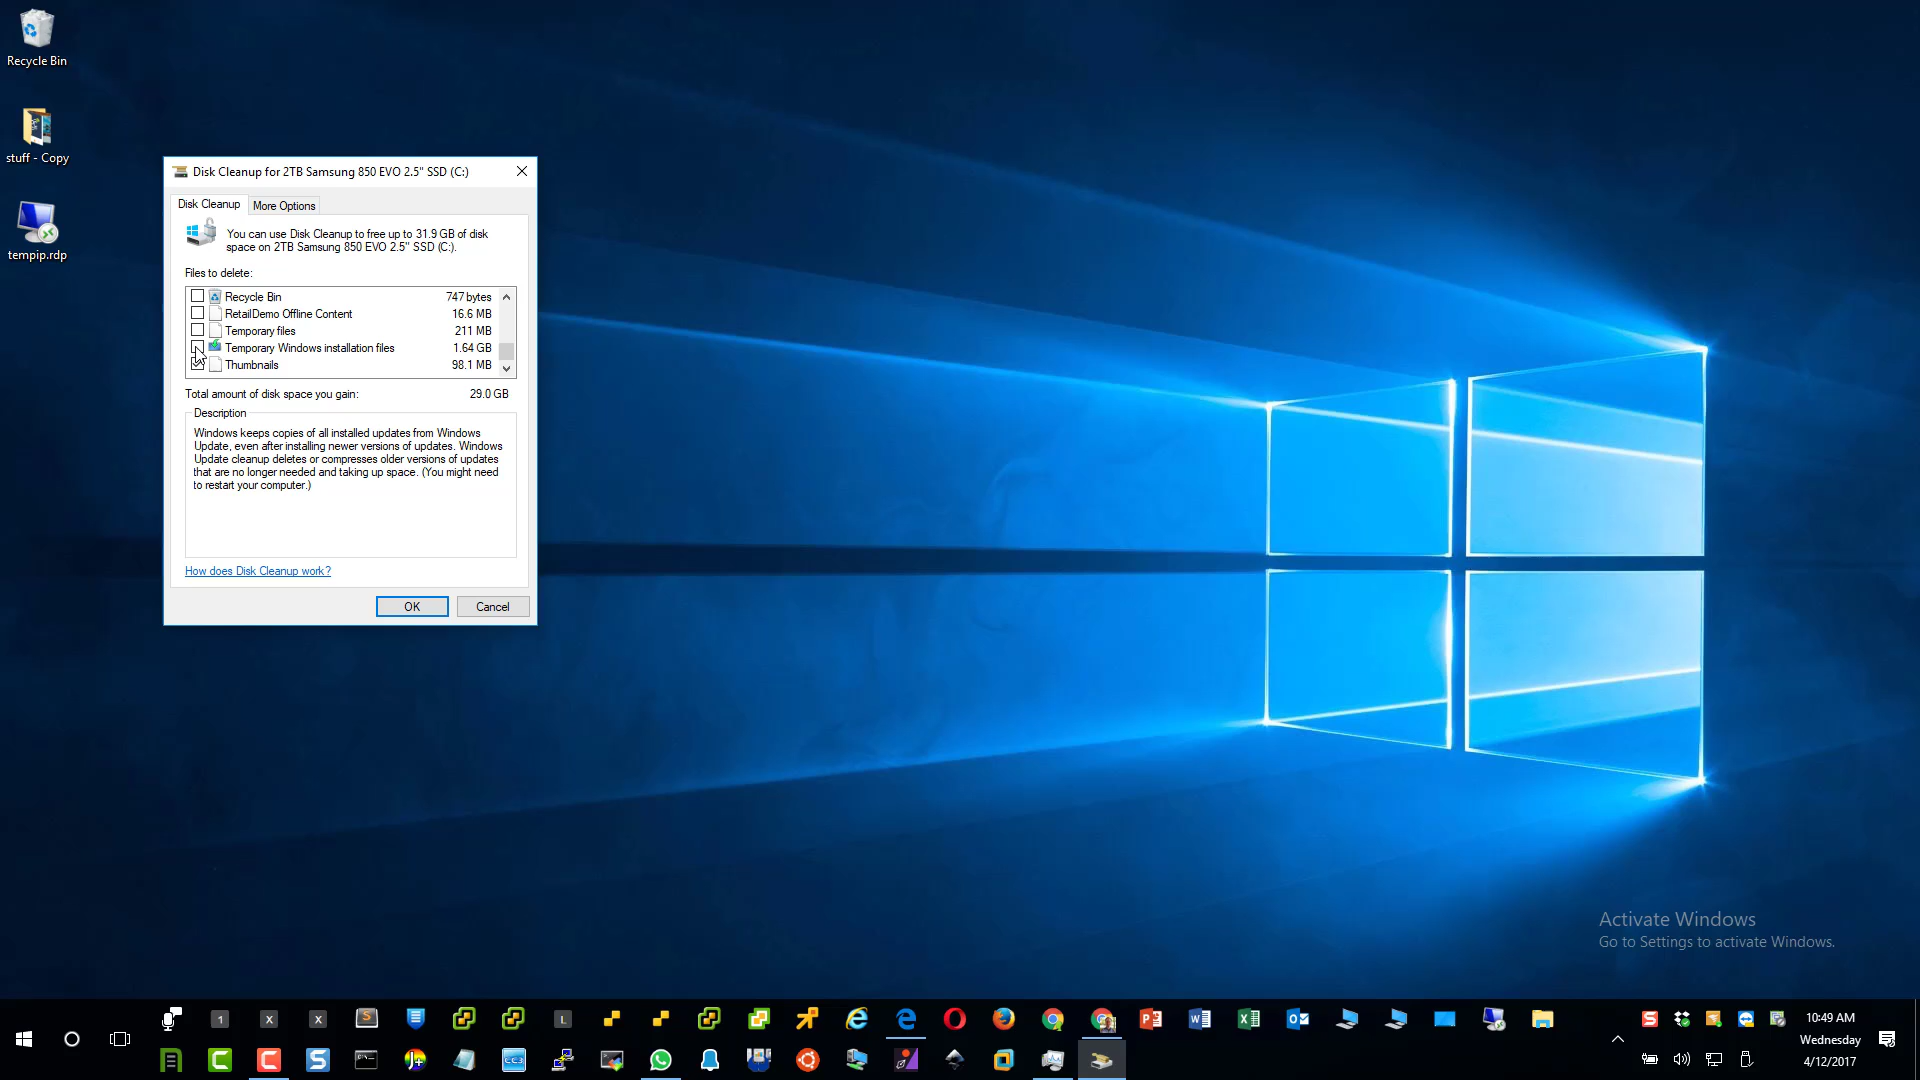 Recycle Bin
stuff - Copy
tempip.rdp
Disk Cleanup for 2TB Samsung 850 EVO 2.5" SSD (C:)
Disk Cleanup
More Options
You can use Disk Cleanup to free up to 31.9 GB of disk
space on 2TB Samsung 850 EVO 2.5" SSD (C:).
Files to delete:
Recycle Bin 747 bytes
RetailDemo Offline Content 16.6 MB
Temporary files 211 MB
Temporary Windows installation files 1.64 GB
Thumbnails 98.1 MB
Total amount of disk space you gain: 29.0 GB
Description
Windows keeps copies of all installed updates from Windows
Update, even after installing newer versions of updates. Windows
Update cleanup deletes or compresses older versions of updates
that are no longer needed and taking up space. (You might need
to restart your computer.)
How does Disk Cleanup work?
OK
Cancel
Activate Windows
Go to Settings to activate Windows.
10:49 AM
Wednesday
4/12/2017